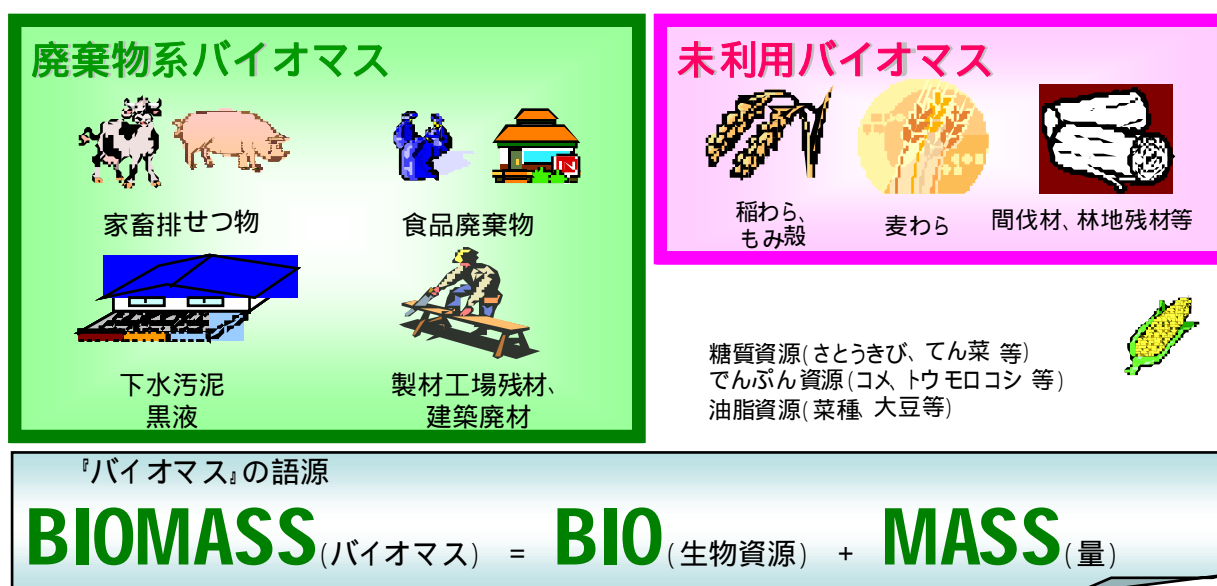 廃棄物系バイオマス
家畜排せつ物
食品廃棄物
下水汚泥
黒液
製材工場残材、
建築廃材
未利用バイオマス
稲わら、
もみ殻
麦わら
間伐材、林地残材等
糖質資源(さとうきび、てん菜 等)
でんぷん資源(コメ、トウモロコシ 等)
油脂資源(菜種、大豆等)
『バイオマス』の語源
BIOMASS(バイオマス) = BIO(生物資源) + MASS(量)